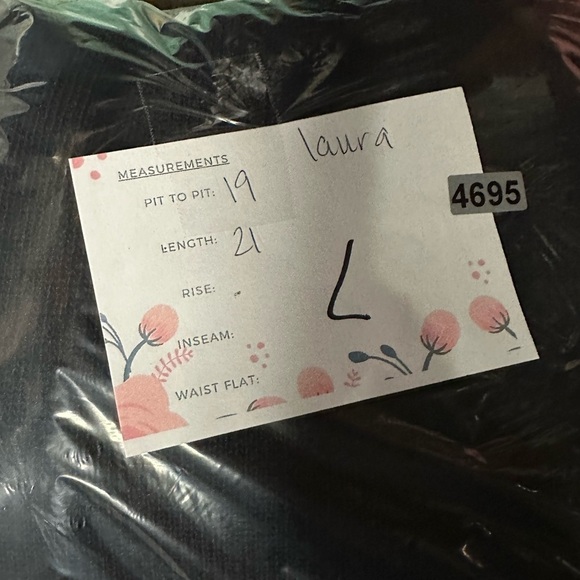 laura
MEASUREMENTS
PIT TO PIT: 19
4695
LENGTH: 21
RISE: -
L
INSEAM:
WAIST FLAT: